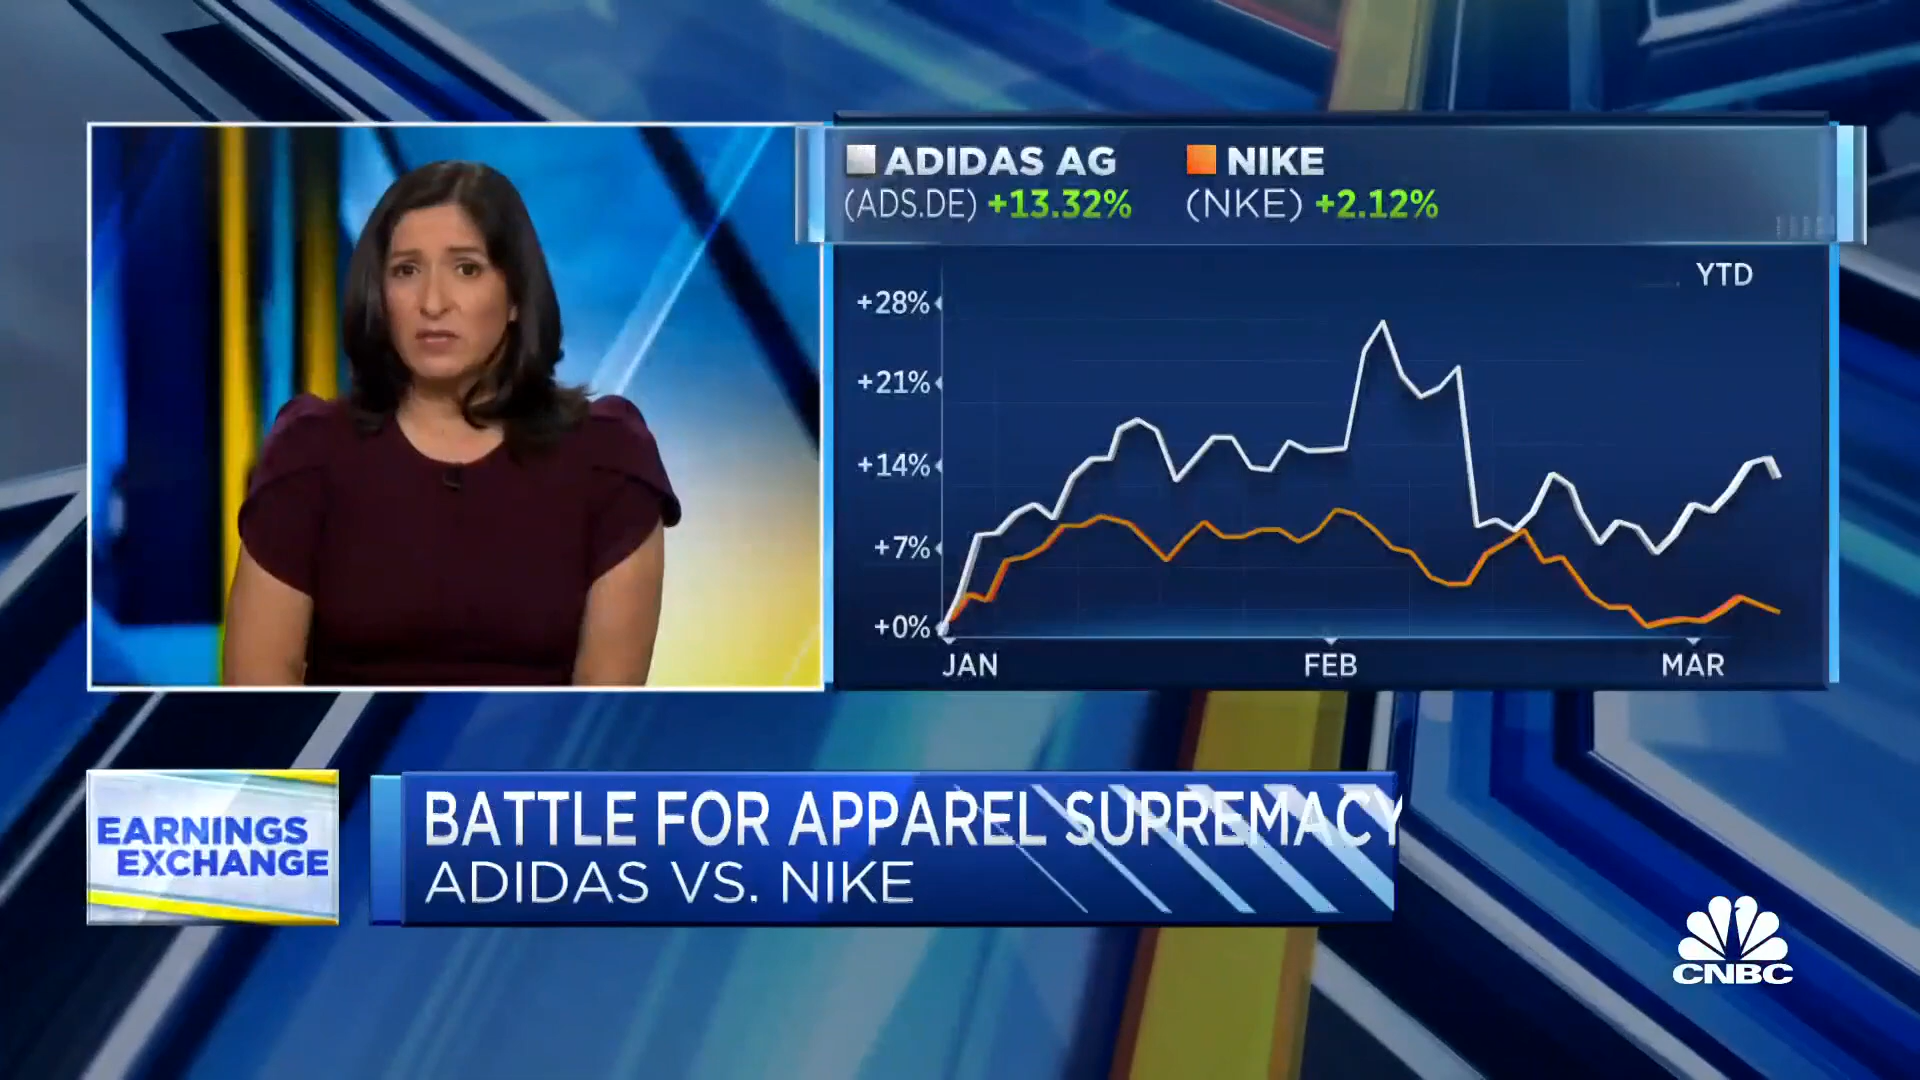 ADIDAS AG
(ADS.DE) +13.32%
NIKE
(NKE) +2.12%
YTD
+28%
+21%
+14%
+7%
+0%
JAN FEB MAR
EARNINGS
EXCHANGE
BATTLE FOR APPAREL SUPREMACY
ADIDAS VS. NIKE
CNBC